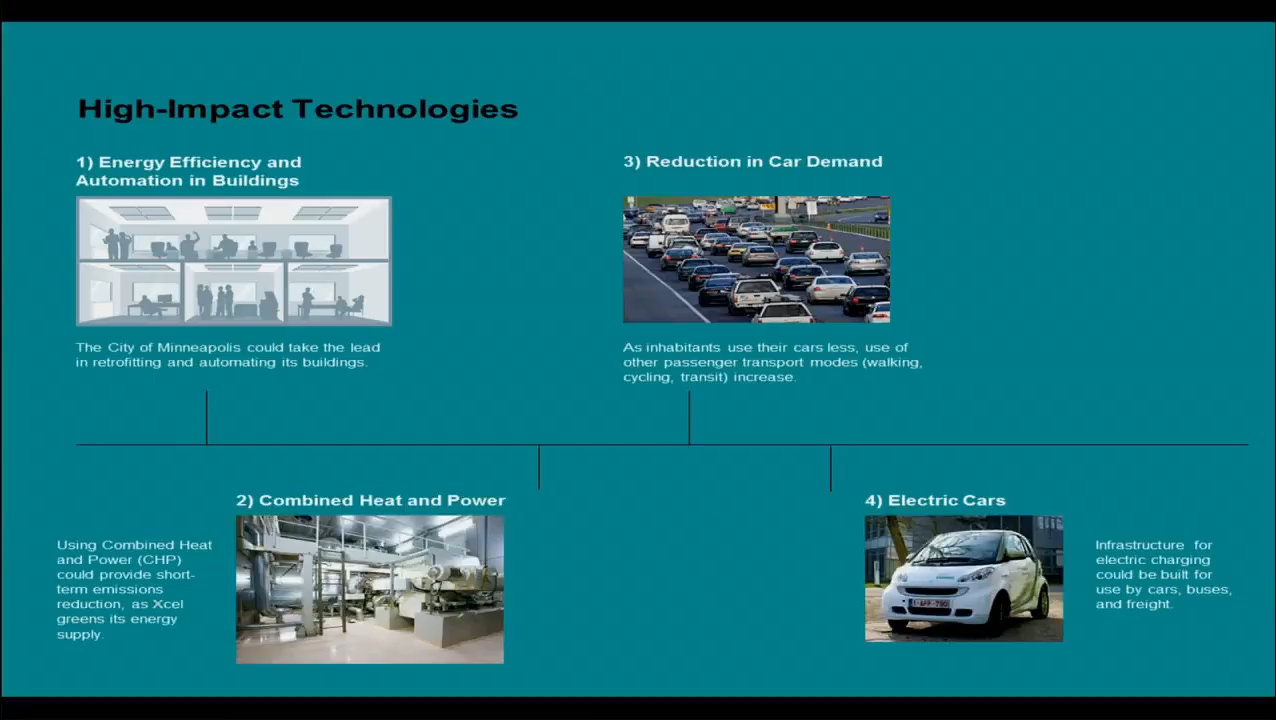 High-Impact Technologies
1) Energy Efficiency and
Automation in Buildings
The City of Minneapolis could take the lead
in retrofitting and automating its buildings.
3) Reduction in Car Demand
As inhabitants use their cars less, use of
other passenger transport modes (walking,
cycling, transit) increase.
2) Combined Heat and Power
Using Combined Heat
and Power (CHP)
could provide short-
term emissions
reduction, as Xcel
greens its energy
supply.
4) Electric Cars
Infrastructure for
electric charging
could be built for
use by cars, buses,
and freight.